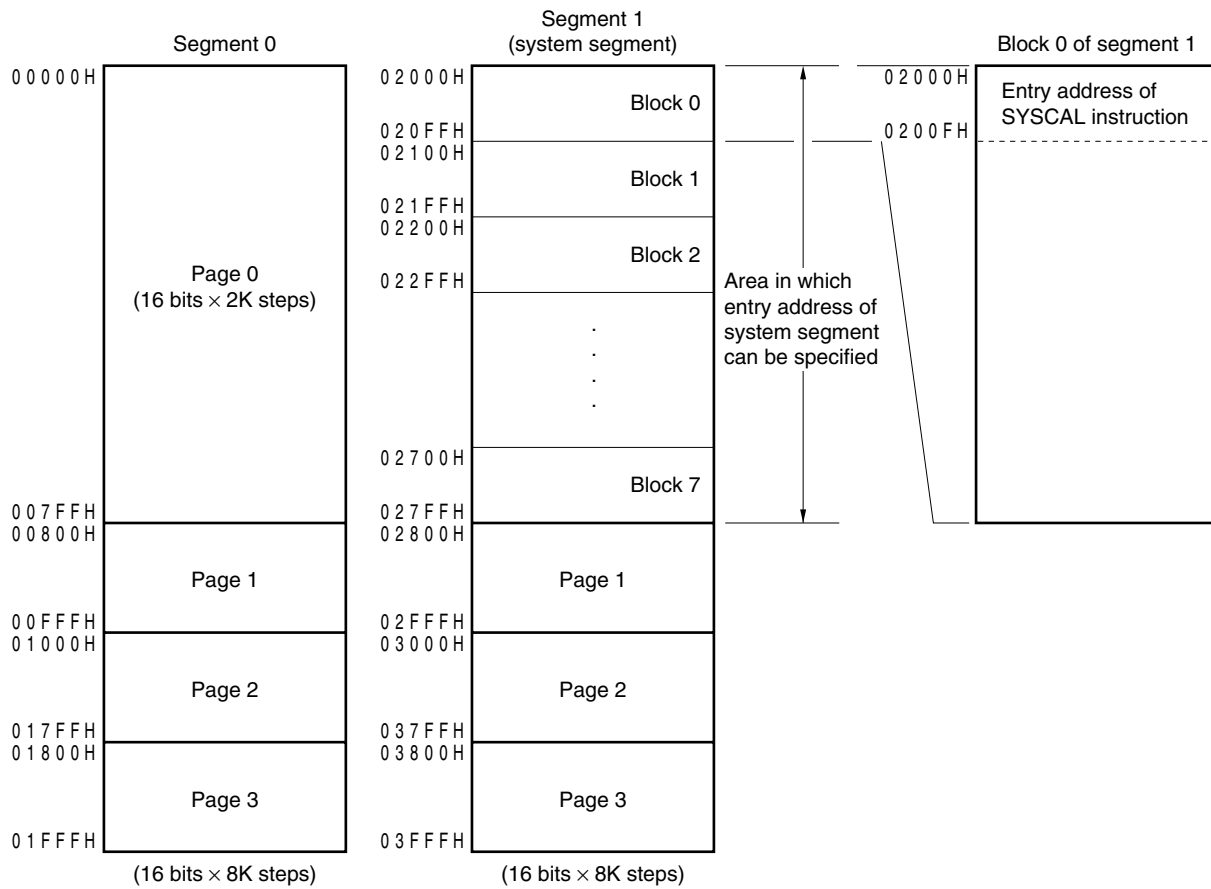 Segment 0
00000H
Page 0
(16 bits × 2K steps)
007FFH
00800H
Page 1
00FFFH
01000H
Page 2
017FFH
01800H
Page 3
01FFFH
(16 bits × 8K steps)
Segment 1
(system segment)
02000H
Block 0
020FFH
02100H
Block 1
021FFH
02200H
Block 2
022FFH
.
.
.
.
02700H
Block 7
027FFH
02800H
Page 1
02FFFH
03000H
Page 2
037FFH
03800H
Page 3
03FFFH
(16 bits × 8K steps)
Area in which
entry address of
system segment
can be specified
Block 0 of segment 1
02000H
Entry address of
SYSCAL instruction
0200FH